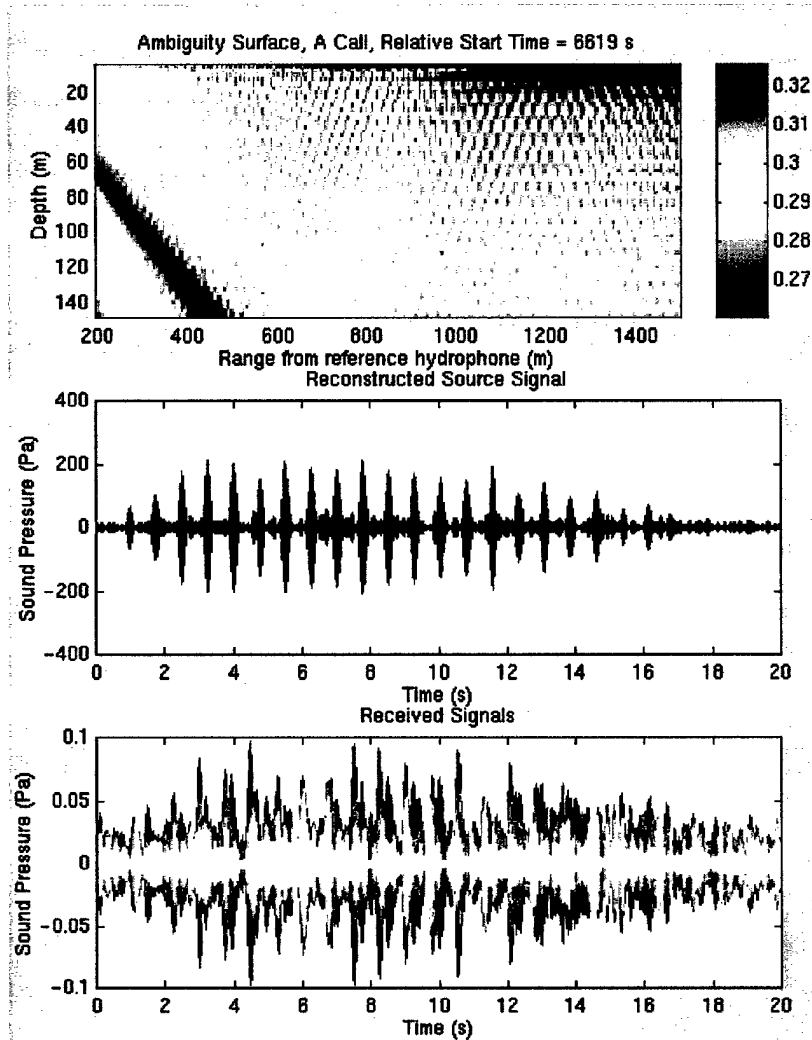 Ambiguity Surface, A Call, Relative Start Time = 6619 s
Depth (m)
20
40
60
80
100
120
140
200 400 600 800 1000 1200 1400
Range from reference hydrophone (m)
0.32
0.31
0.3
0.29
0.28
0.27
Reconstructed Source Signal
Sound Pressure (Pa)
400
200
0
-200
-400
0 2 4 6 8 10 12 14 16 18 20
Time (s)
Received Signals
Sound Pressure (Pa)
0.1
0.05
0
-0.05
-0.1
0 2 4 6 8 10 12 14 16 18 20
Time (s)